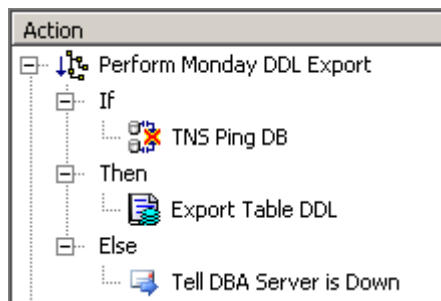 Action
Perform Monday DDL Export
If
TNS Ping DB
Then
Export Table DDL
Else
Tell DBA Server is Down